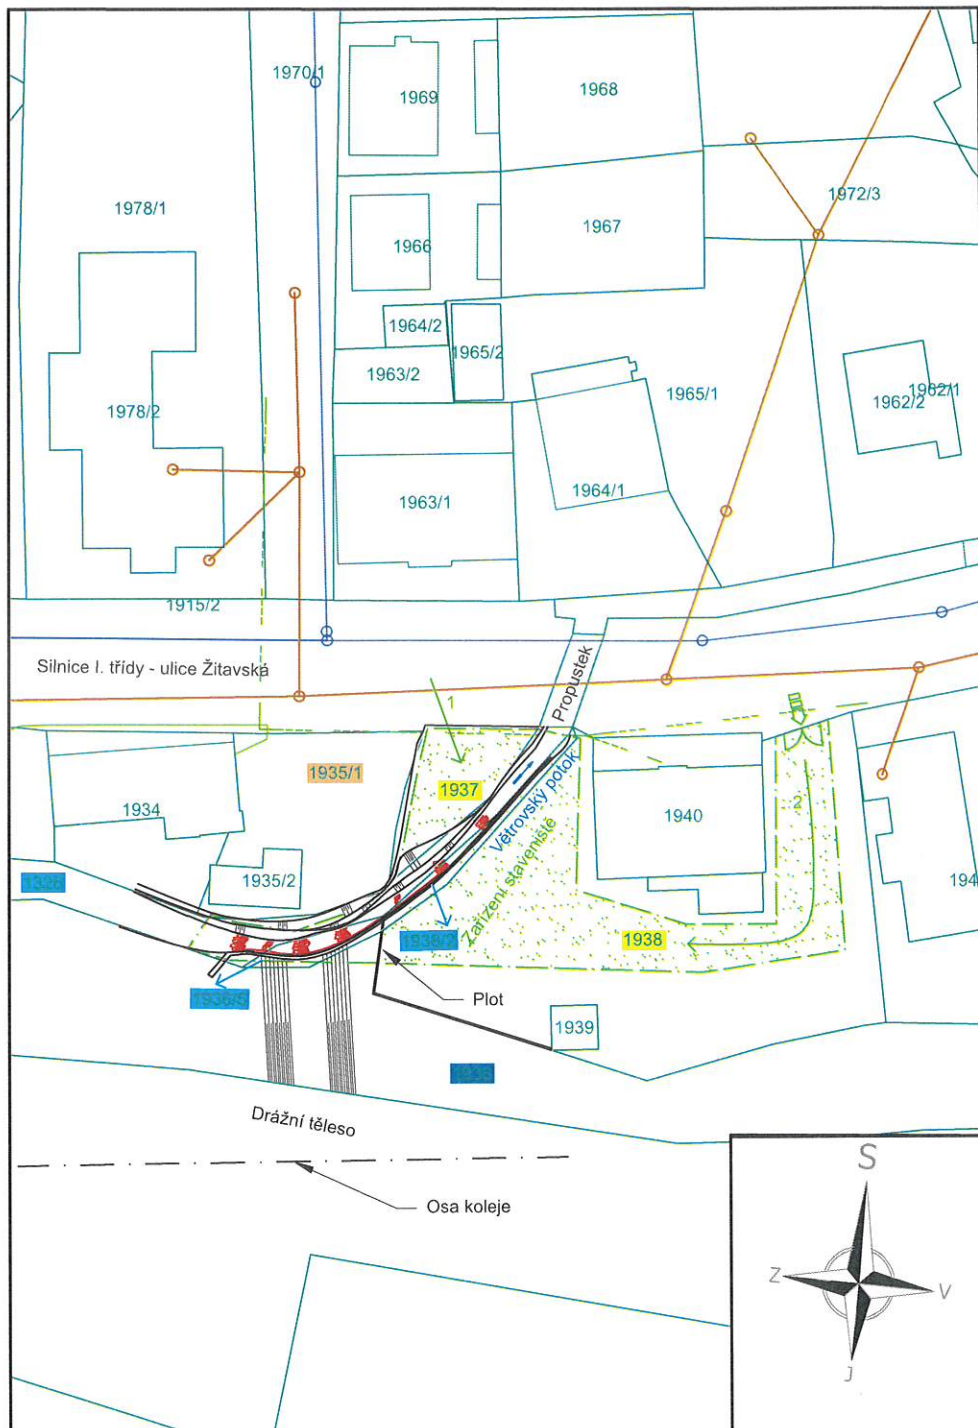 1970/1
1969
1968
1978/1
1972/3
1966
1967
1964/2
1965/2
1963/2
1965/1
1962/1
1962/2
1978/2
1963/1
1964/1
1915/2
Silnice I. třídy - ulice Žitavská
Propustek
1
1935/1
1937
Větrovský potok
1934
1940
2
Zařízení staveniště
1935/2
1938/2
1938
1936/5
Plot
1939
Drážní těleso
Osa koleje
S
Z
V
J